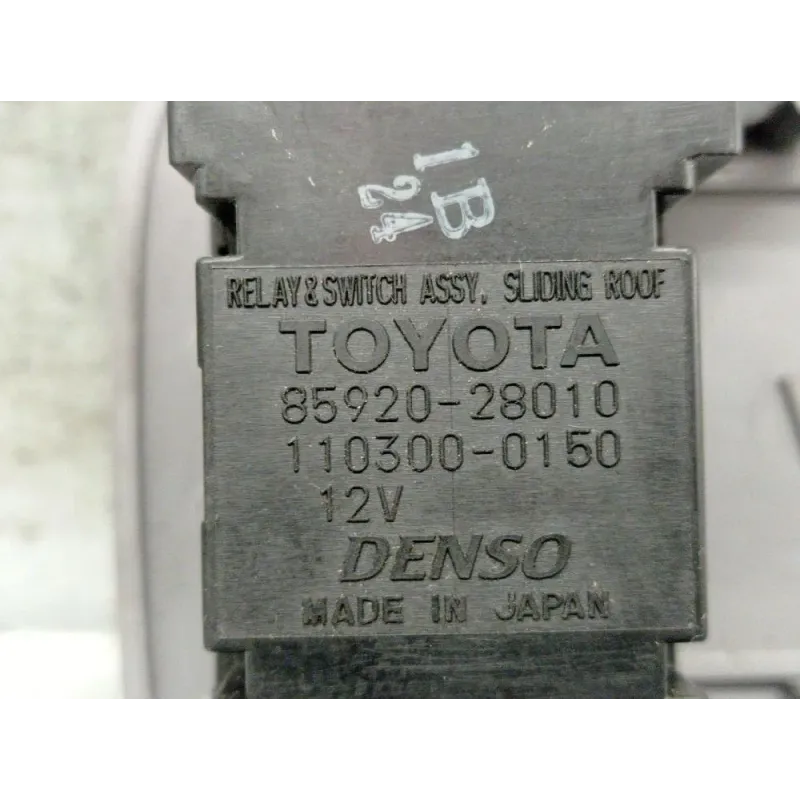 1B
24
RELAY & SWITCH ASSY, SLIDING ROOF
TOYOTA
85920-28010
110300-0150
12V
DENSO
MADE IN JAPAN